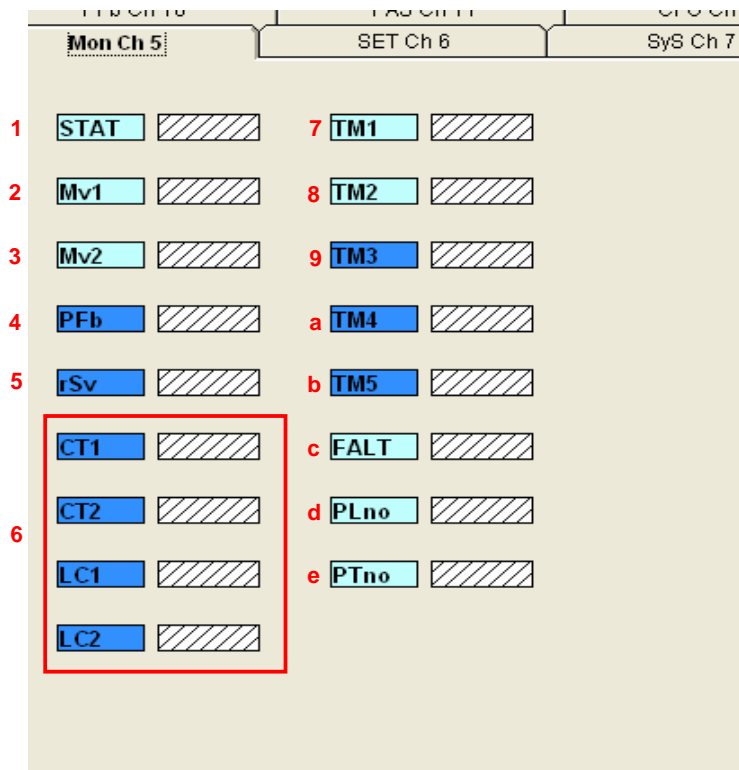 Mon Ch 5 SET Ch 6 SyS Ch 7
1 STAT 7 TM1
2 Mv1 8 TM2
3 Mv2 9 TM3
4 PFb a TM4
5 rSv b TM5
CT1 c FALT
6 CT2 d PLno
LC1 e PTno
LC2